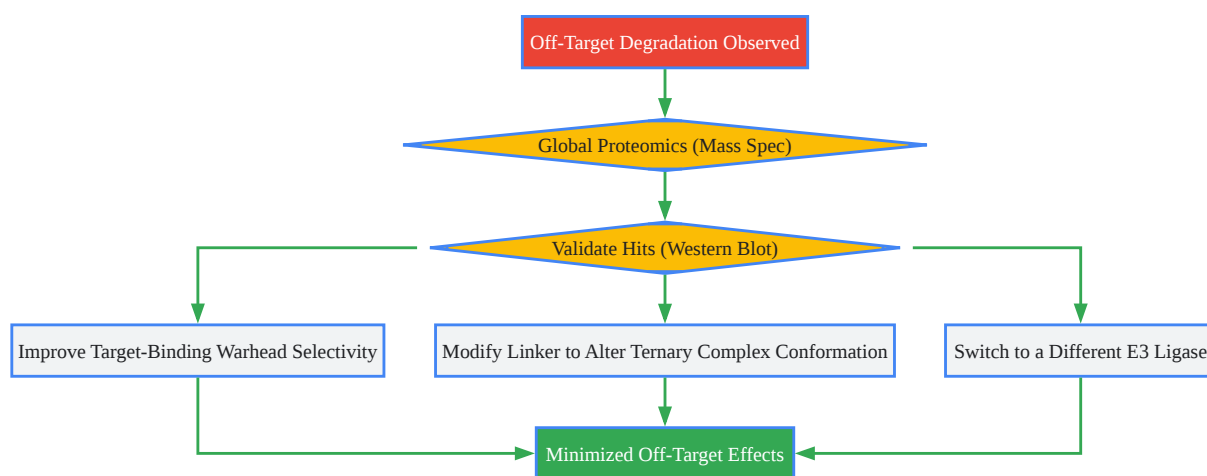 Off-Target Degradation Observed
Global Proteomics (Mass Spec)
Validate Hits (Western Blot)
Improve Target-Binding Warhead Selectivity
Modify Linker to Alter Ternary Complex Conformation
Switch to a Different E3 Ligase
Minimized Off-Target Effects